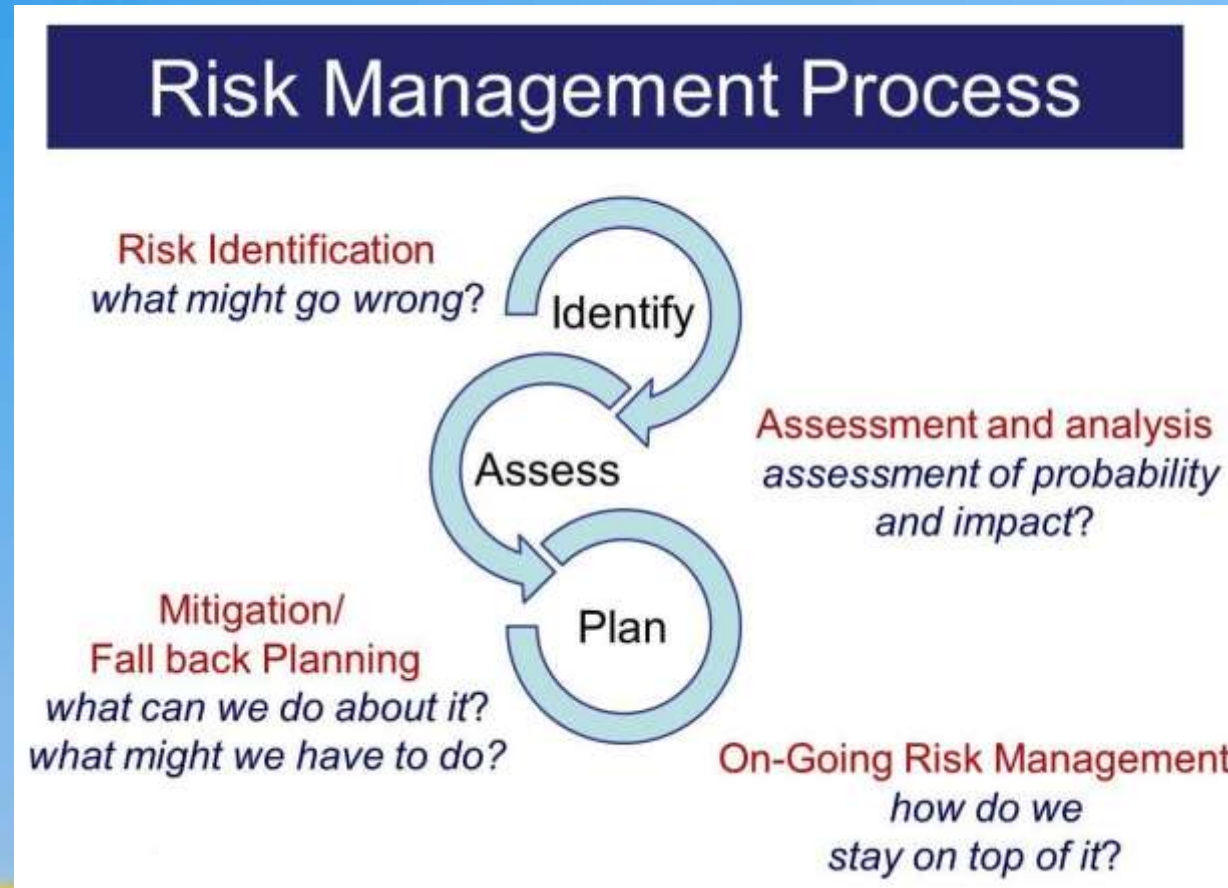 Risk Management Process
Risk Identification
what might go wrong?
Identify
Assessment and analysis
assessment of probability
and impact?
Assess
Mitigation/
Fall back Planning
what can we do about it?
what might we have to do?
Plan
On-Going Risk Management
how do we
stay on top of it?